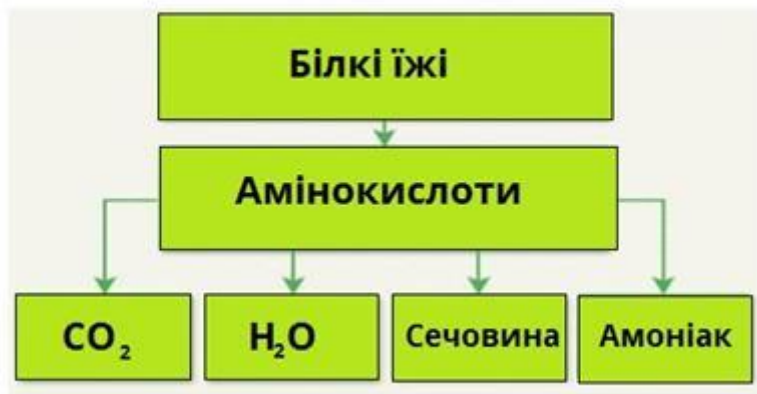 Білкі їжі
Амінокислоти
CO₂
H₂O
Сечовина
Амоніак